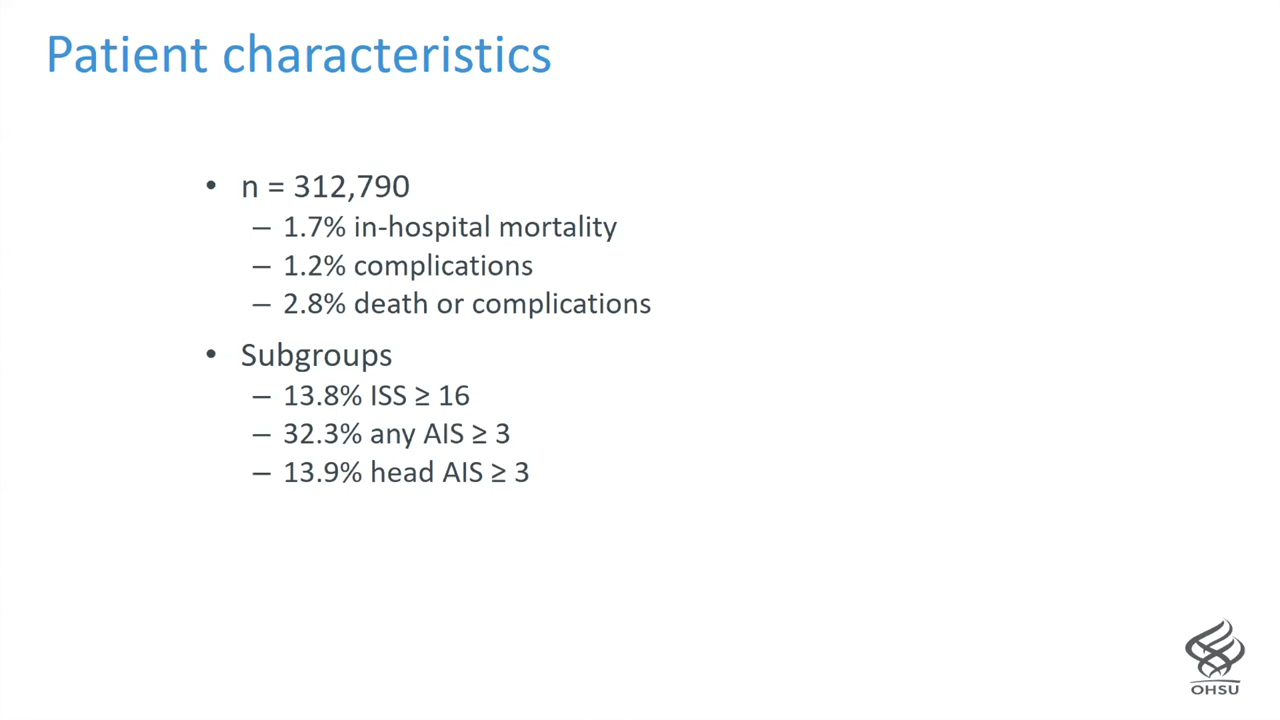 Patient characteristics
• n = 312,790
– 1.7% in-hospital mortality
– 1.2% complications
– 2.8% death or complications
• Subgroups
– 13.8% ISS ≥ 16
– 32.3% any AIS ≥ 3
– 13.9% head AIS ≥ 3
OHSU